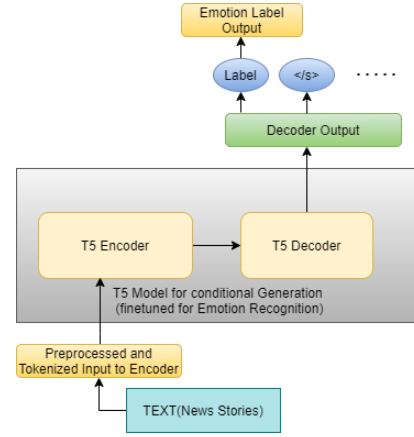 Emotion Label
Output
Label
</s>
.....
Decoder Output
T5 Encoder
T5 Decoder
T5 Model for conditional Generation
(finetuned for Emotion Recognition)
Preprocessed and
Tokenized Input to Encoder
TEXT(News Stories)